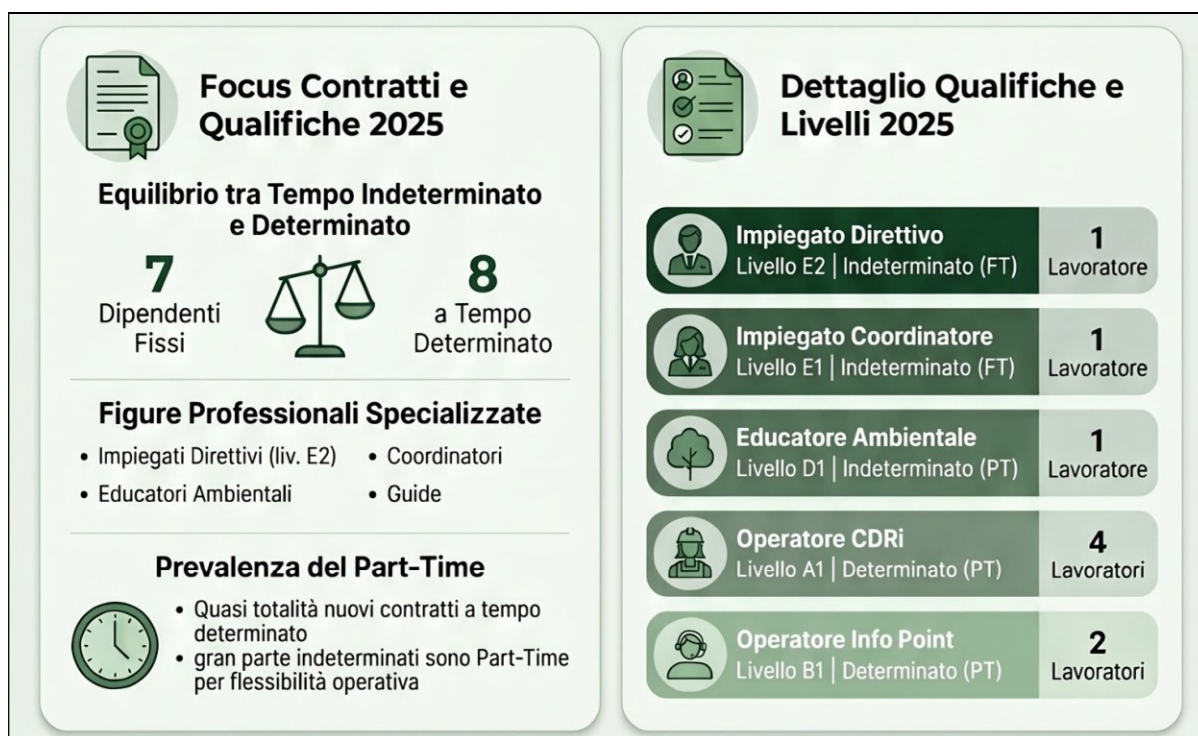 Focus Contratti e
Qualifiche 2025
Equilibrio tra Tempo Indeterminato
e Determinato
7
Dipendenti
Fissi
8
a Tempo
Determinato
Figure Professionali Specializzate
• Impiegati Direttivi (liv. E2)
• Coordinatori
• Educatori Ambientali
• Guide
Prevalenza del Part-Time
• Quasi totalità nuovi contratti a tempo
determinato
• gran parte indeterminati sono Part-Time
per flessibilità operativa
Dettaglio Qualifiche e
Livelli 2025
Impiegato Direttivo
Livello E2 | Indeterminato (FT)
1
Lavoratore
Impiegato Coordinatore
Livello E1 | Indeterminato (FT)
1
Lavoratore
Educatore Ambientale
Livello D1 | Indeterminato (PT)
1
Lavoratore
Operatore CDRi
Livello A1 | Determinato (PT)
4
Lavoratori
Operatore Info Point
Livello B1 | Determinato (PT)
2
Lavoratori